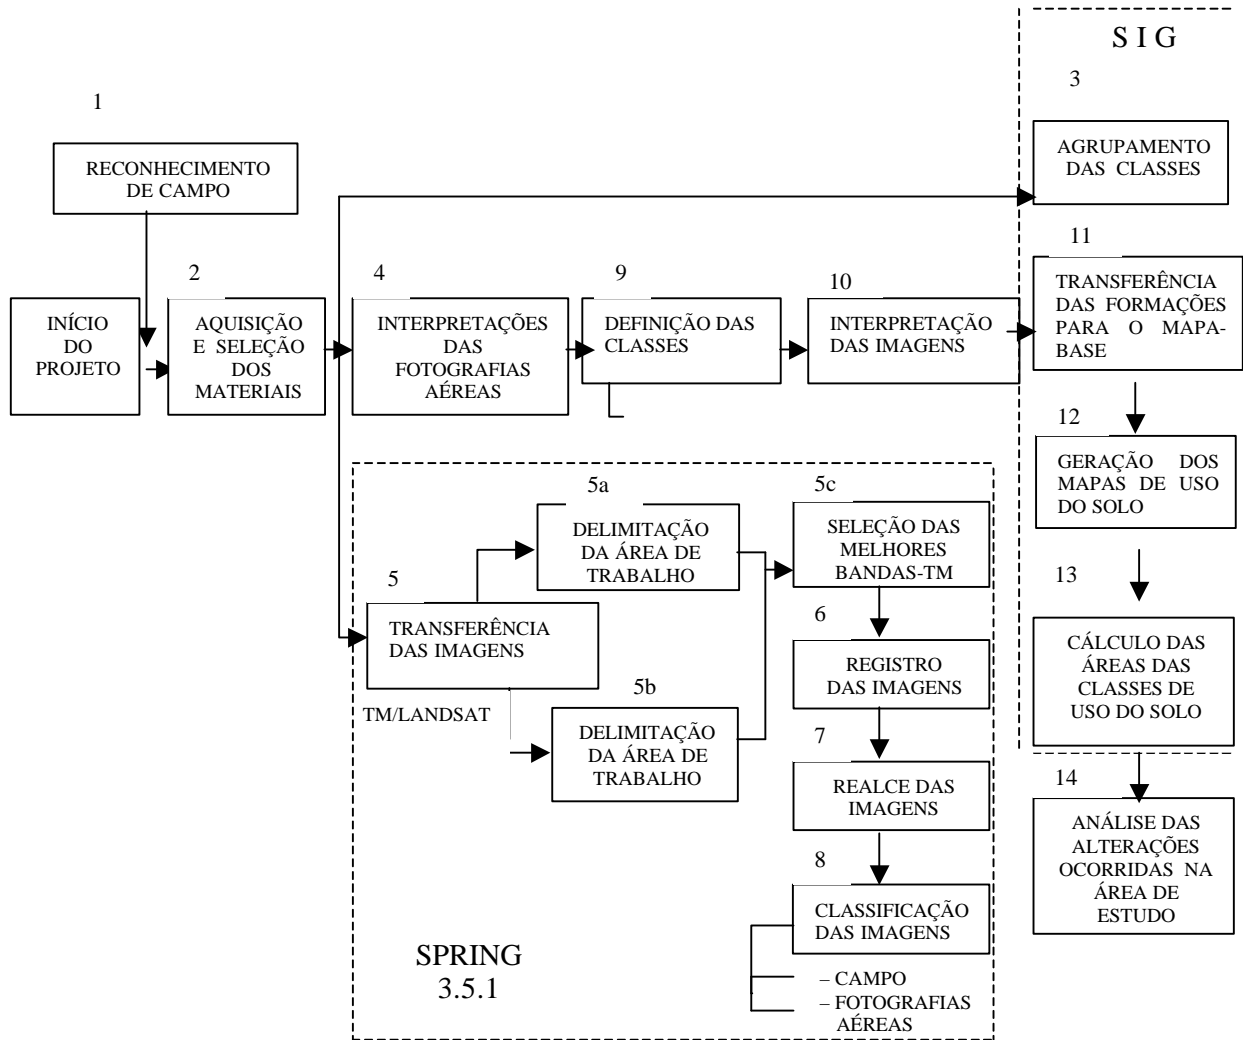 S I G
3
AGRUPAMENTO
DAS CLASSES
1
RECONHECIMENTO
DE CAMPO
INÍCIO
DO
PROJETO
2
AQUISIÇÃO
E SELEÇÃO
DOS
MATERIAIS
4
INTERPRETAÇÕES
DAS
FOTOGRAFIAS
AÉREAS
9
DEFINIÇÃO DAS
CLASSES
10
INTERPRETAÇÃO
DAS IMAGENS
11
TRANSFERÊNCIA
DAS FORMAÇÕES
PARA O MAPA-
BASE
12
GERAÇÃO DOS
MAPAS DE USO
DO SOLO
13
CÁLCULO DAS
ÁREAS DAS
CLASSES DE
USO DO SOLO
14
ANÁLISE DAS
ALTERAÇÕES
OCORRIDAS NA
ÁREA DE
ESTUDO
5
TRANSFERÊNCIA
DAS IMAGENS
TM/LANDSAT
5a
DELIMITAÇÃO
DA ÁREA DE
TRABALHO
5b
DELIMITAÇÃO
DA ÁREA DE
TRABALHO
5c
SELEÇÃO DAS
MELHORES
BANDAS-TM
6
REGISTRO
DAS IMAGENS
7
REALCE DAS
IMAGENS
8
CLASSIFICAÇÃO
DAS IMAGENS
– CAMPO
– FOTOGRAFIAS
AÉREAS
SPRING
3.5.1